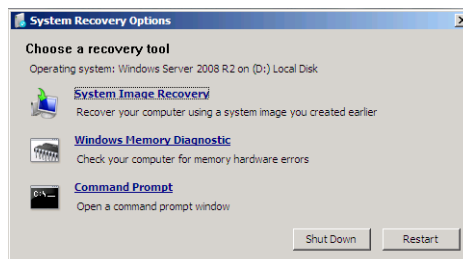 System Recovery Options
Choose a recovery tool
Operating system: Windows Server 2008 R2 on (D:) Local Disk
System Image Recovery
Recover your computer using a system image you created earlier
Windows Memory Diagnostic
Check your computer for memory hardware errors
C:\_
Command Prompt
Open a command prompt window
Shut Down Restart